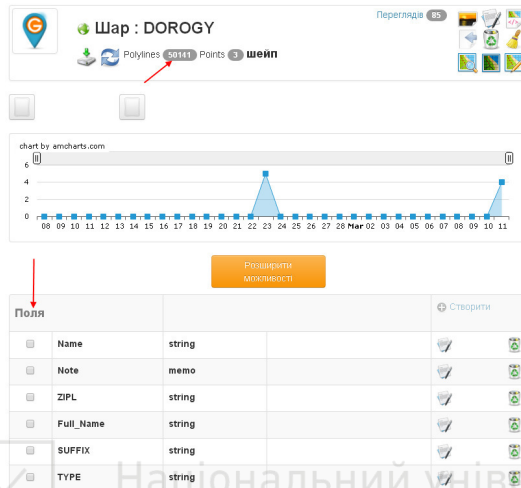 Переглядів 85
Шар : DOROGY
Polylines 50141 Points 3 шейп
chart by amcharts.com
6
4
2
0
08 09 10 11 12 13 14 15 16 17 18 19 20 21 22 23 24 25 26 27 28 Mar 02 03 04 05 06 07 08 09 10 11
Розширити
можливості
Поля
Створити
Name string
Note memo
ZIPL string
Full_Name string
SUFFIX string
TYPE string
Національний уніве